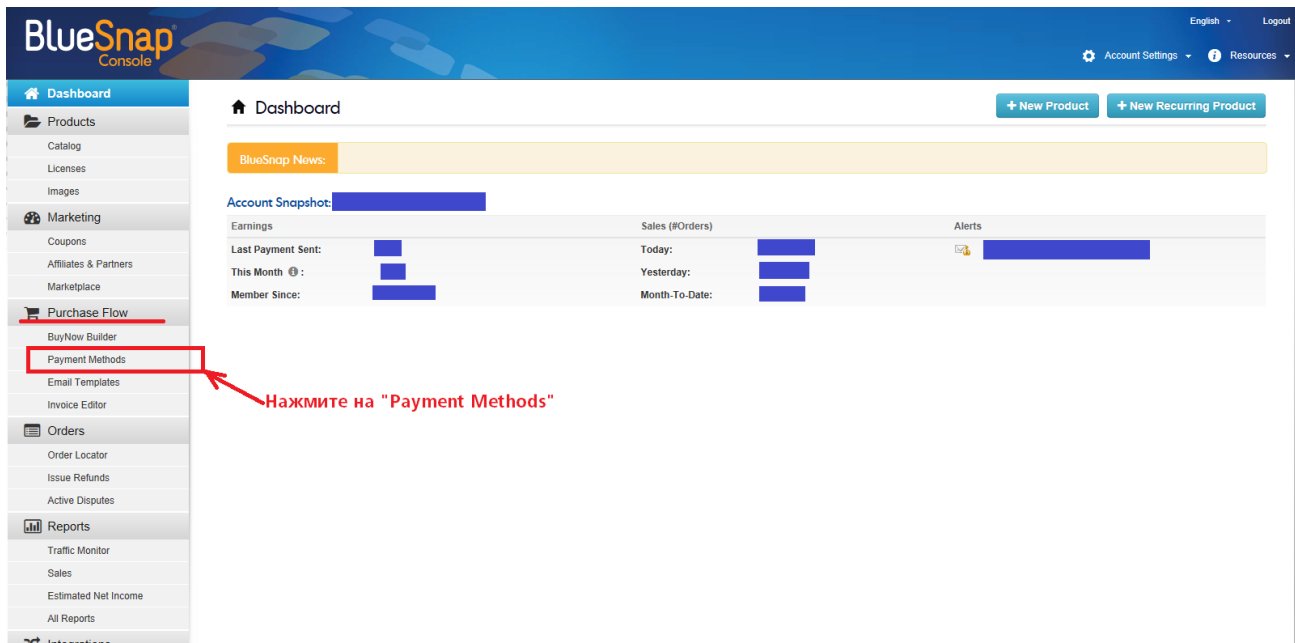 BlueSnap
Console
English
Logout
Account Settings
Resources
Dashboard
Products
Catalog
Licenses
Images
Marketing
Coupons
Affiliates & Partners
Marketplace
Purchase Flow
BuyNow Builder
Payment Methods
Email Templates
Invoice Editor
Orders
Order Locator
Issue Refunds
Active Disputes
Reports
Traffic Monitor
Sales
Estimated Net Income
All Reports
Integrations
Dashboard
+ New Product
+ New Recurring Product
BlueSnap News:
Account Snapshot:
Earnings
Sales (#Orders)
Alerts
Last Payment Sent:
Today:
This Month :
Yesterday:
Member Since:
Month-To-Date:
Нажмите на "Payment Methods"